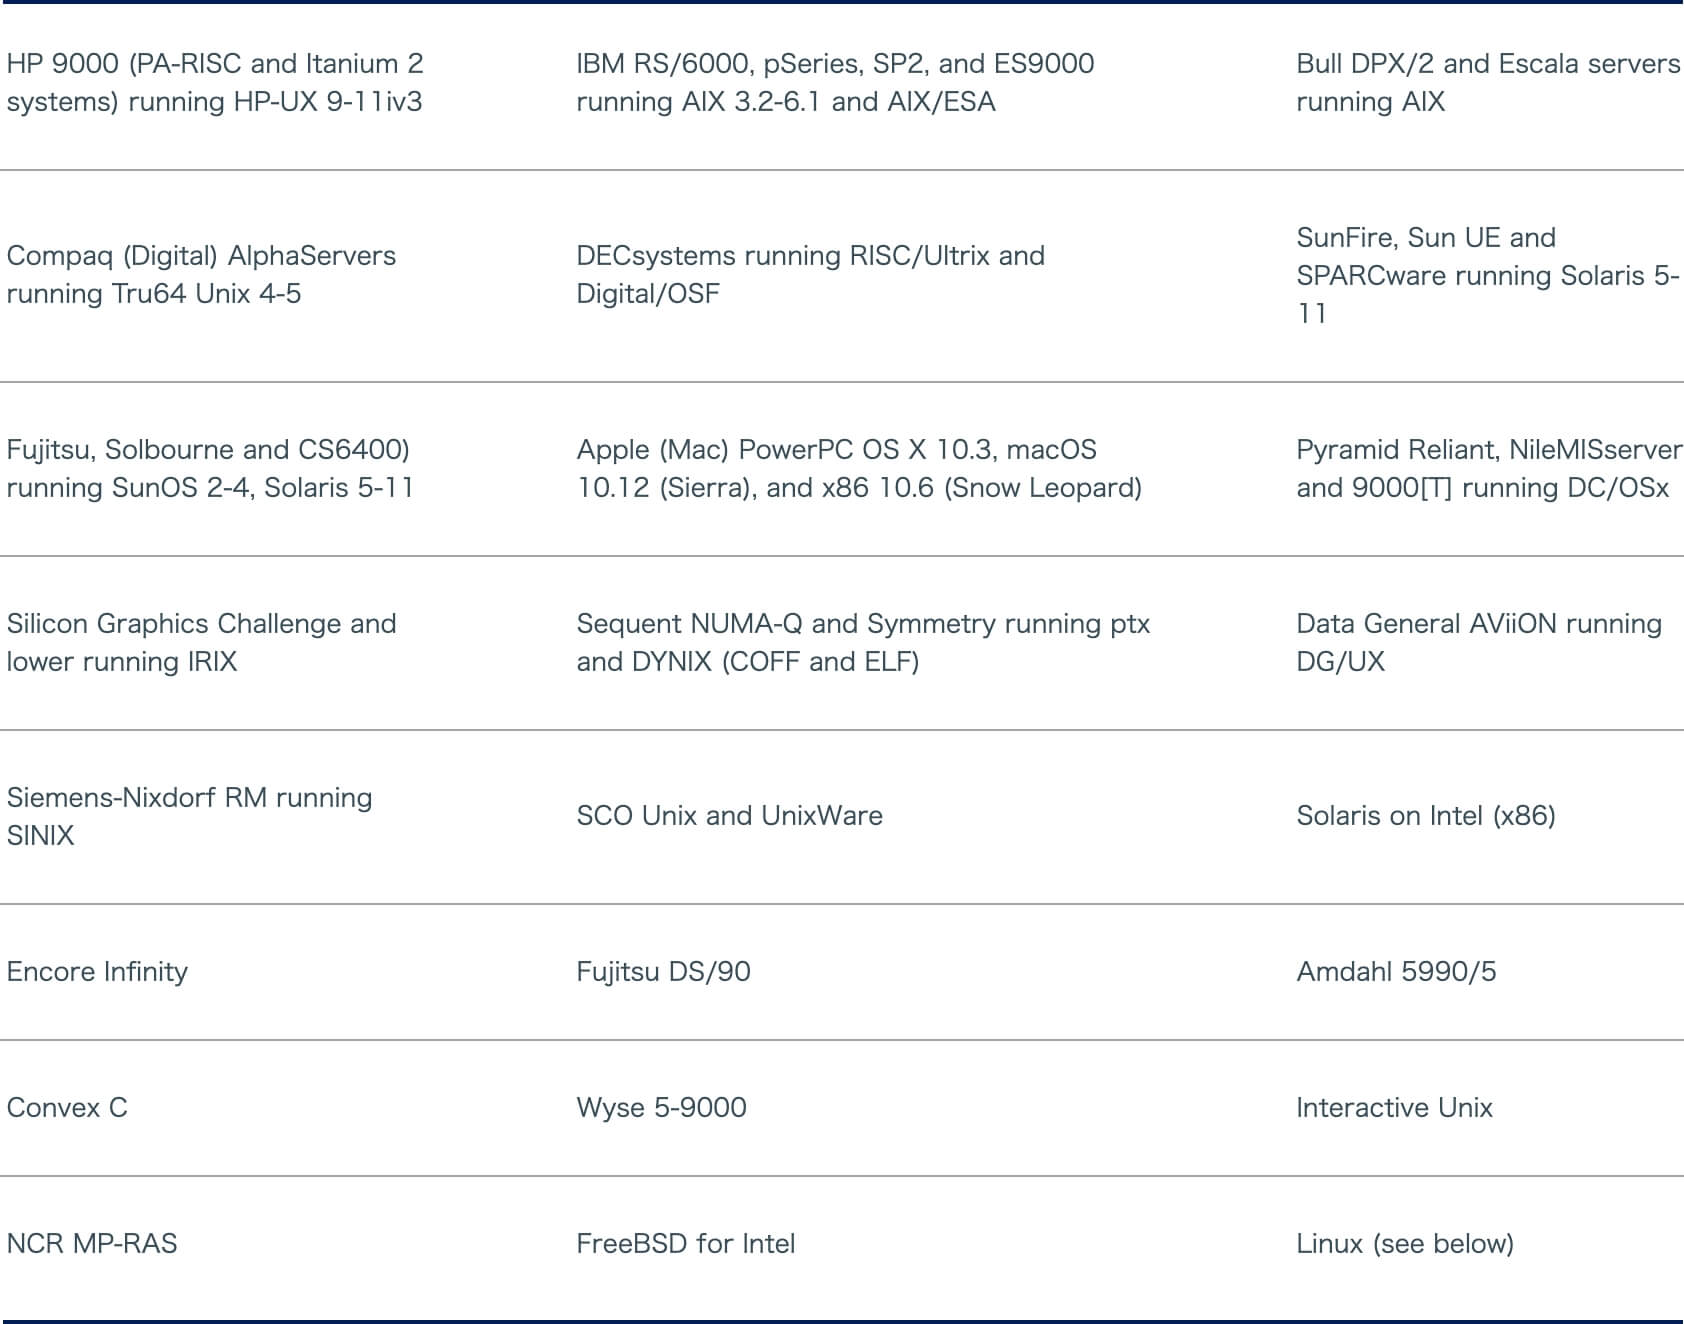 HP 9000 (PA-RISC and Itanium 2
systems) running HP-UX 9-11iv3
IBM RS/6000, pSeries, SP2, and ES9000
running AIX 3.2-6.1 and AIX/ESA
Bull DPX/2 and Escala servers
running AIX
Compaq (Digital) AlphaServers
running Tru64 Unix 4-5
DECsystems running RISC/Ultrix and
Digital/OSF
SunFire, Sun UE and
SPARCware running Solaris 5-
11
Fujitsu, Solbourne and CS6400)
running SunOS 2-4, Solaris 5-11
Apple (Mac) PowerPC OS X 10.3, macOS
10.12 (Sierra), and x86 10.6 (Snow Leopard)
Pyramid Reliant, NileMISserver
and 9000[T] running DC/OSx
Silicon Graphics Challenge and
lower running IRIX
Sequent NUMA-Q and Symmetry running ptx
and DYNIX (COFF and ELF)
Data General AViiON running
DG/UX
Siemens-Nixdorf RM running
SINIX
SCO Unix and UnixWare
Solaris on Intel (x86)
Encore Infinity
Fujitsu DS/90
Amdahl 5990/5
Convex C
Wyse 5-9000
Interactive Unix
NCR MP-RAS
FreeBSD for Intel
Linux (see below)